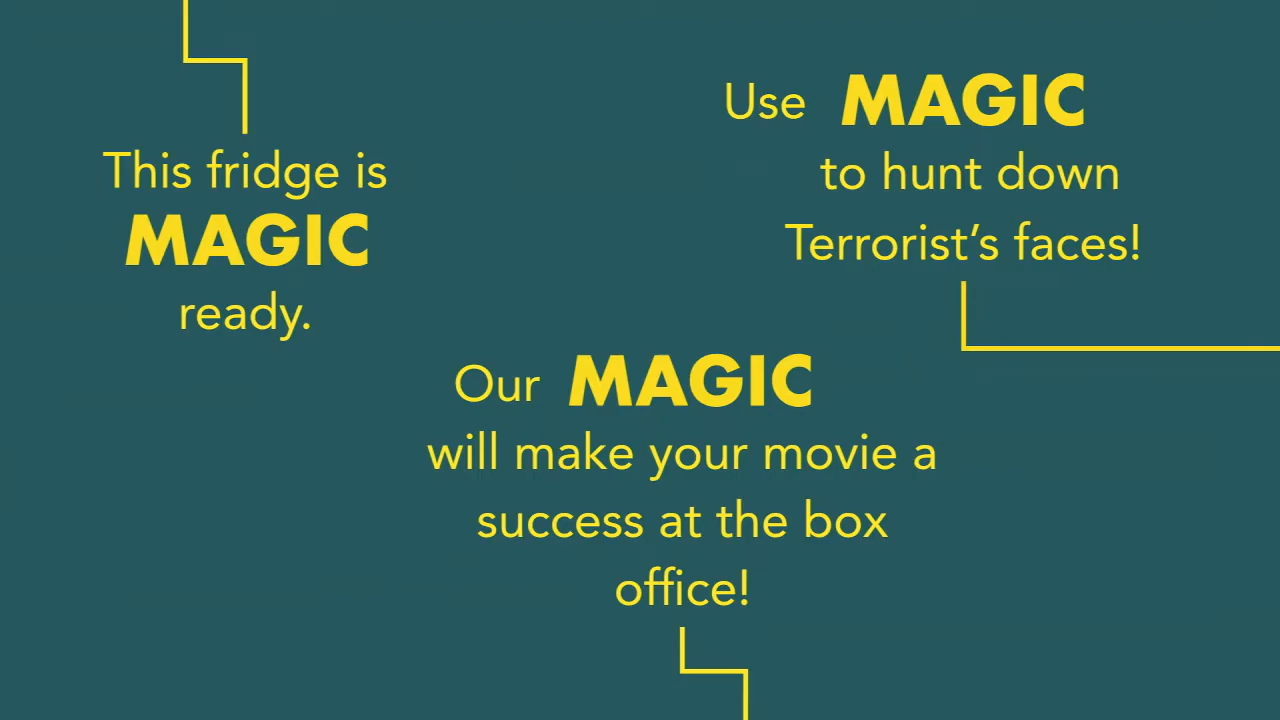 This fridge is
MAGIC
ready.
Use MAGIC
to hunt down
Terrorist’s faces!
Our MAGIC
will make your movie a
success at the box
office!